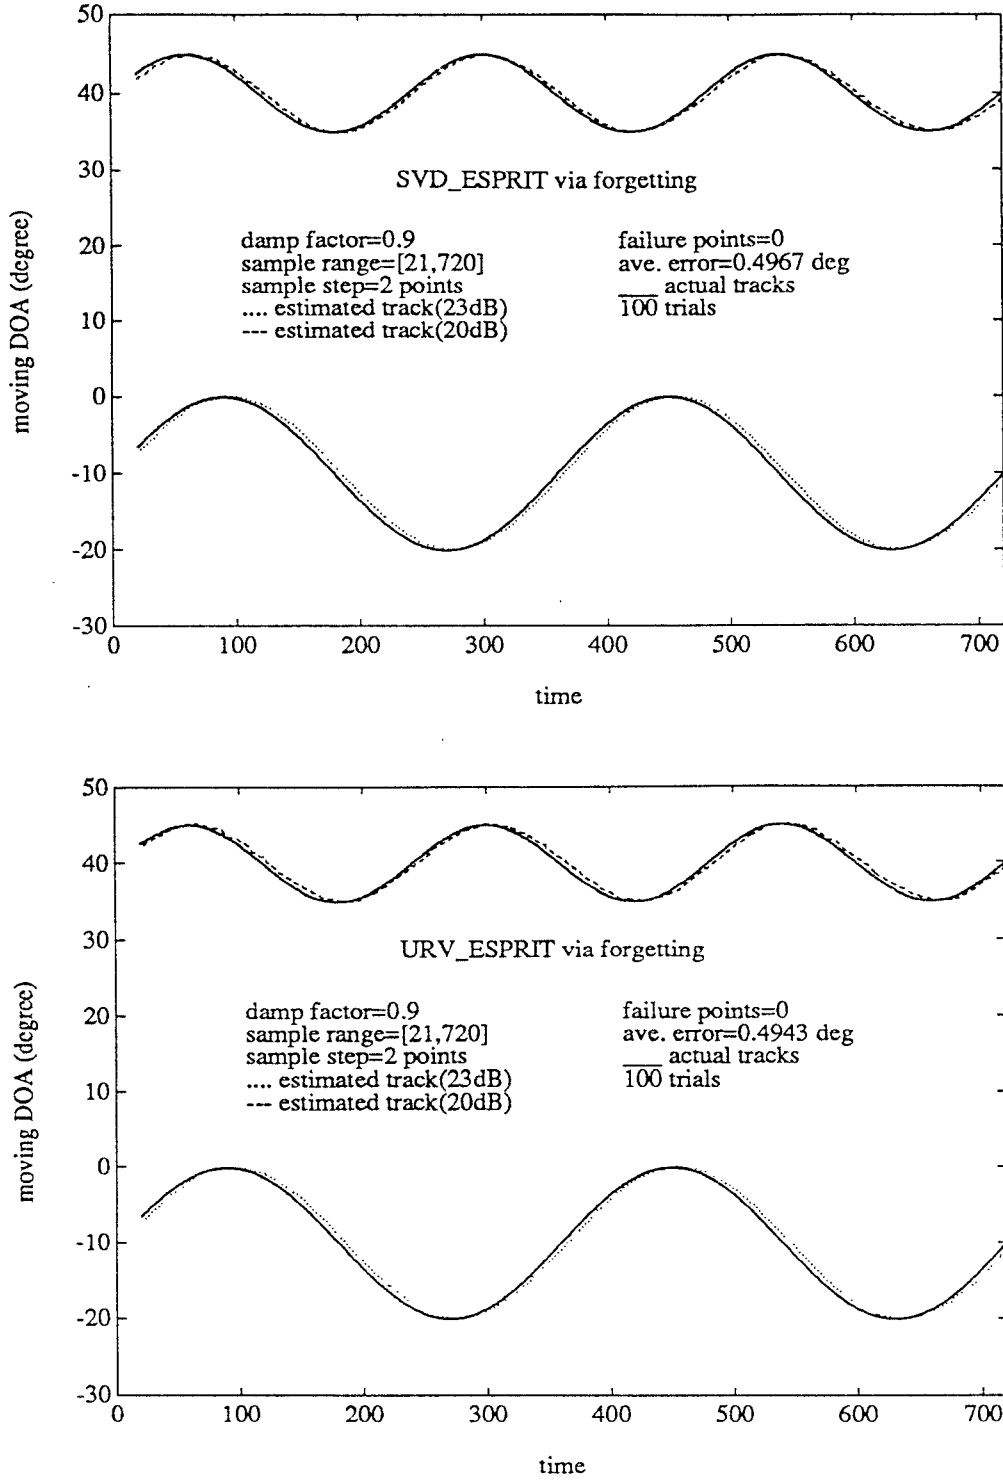 50
40
30
20
10
0
-10
-20
-30
moving DOA (degree)
SVD_ESPRIT via forgetting
damp factor=0.9
sample range=[21,720]
sample step=2 points
.... estimated track(23dB)
--- estimated track(20dB)
failure points=0
ave. error=0.4967 deg
___ actual tracks
100 trials
0 100 200 300 400 500 600 700
time
50
40
30
20
10
0
-10
-20
-30
moving DOA (degree)
URV_ESPRIT via forgetting
damp factor=0.9
sample range=[21,720]
sample step=2 points
.... estimated track(23dB)
--- estimated track(20dB)
failure points=0
ave. error=0.4943 deg
___ actual tracks
100 trials
0 100 200 300 400 500 600 700
time